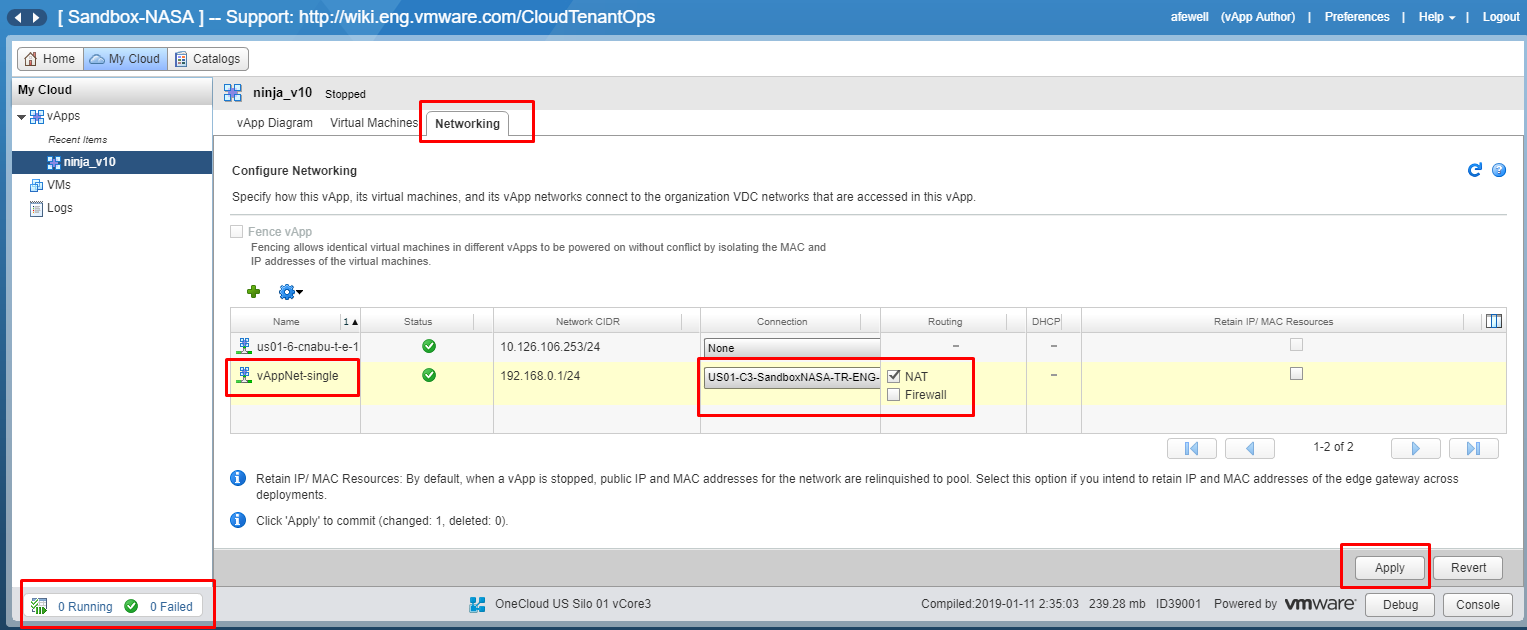 [ Sandbox-NASA ] -- Support: http://wiki.eng.vmware.com/CloudTenantOps
afewell (vApp Author) | Preferences | Help | Logout
Home My Cloud Catalogs
My Cloud
vApps
Recent Items
ninja_v10
VMs
Logs
ninja_v10 Stopped
vApp Diagram Virtual Machines Networking
Configure Networking
Specify how this vApp, its virtual machines, and its vApp networks connect to the organization VDC networks that are accessed in this vApp.
Fence vApp
Fencing allows identical virtual machines in different vApps to be powered on without conflict by isolating the MAC and
IP addresses of the virtual machines.
Name 1▲ Status Network CIDR Connection Routing DHCP Retain IP/ MAC Resources
us01-6-cnabu-t-e-1 10.126.106.253/24 None – –
vAppNet-single 192.168.0.1/24 US01-C3-SandboxNASA-TR-ENG- NAT –
Firewall
1-2 of 2
Retain IP/ MAC Resources: By default, when a vApp is stopped, public IP and MAC addresses for the network are relinquished to pool. Select this option if you intend to retain IP and MAC addresses of the edge gateway across
deployments.
Click 'Apply' to commit (changed: 1, deleted: 0).
Apply Revert
0 Running 0 Failed
OneCloud US Silo 01 vCore3
Compiled:2019-01-11 2:35:03 239.28 mb ID39001 Powered by vmware Debug Console